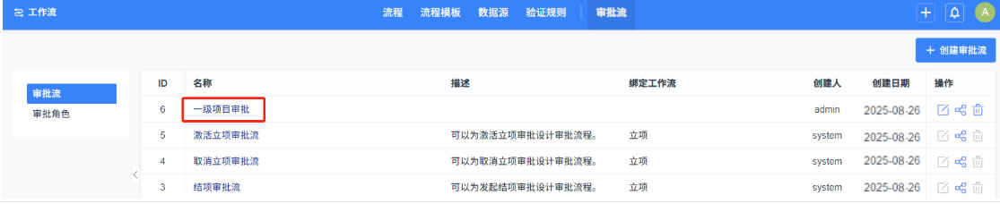 工作流 流程 流程模板 数据源 验证规则 审批流 A
创建审批流
审批流
审批角色
ID 名称 描述 绑定工作流 创建人 创建日期 操作
6 一级项目审批 admin 2025-08-26
5 激活立项审批流 可以为激活立项审批设计审批流程。 立项 system 2025-08-26
4 取消立项审批流 可以为取消立项审批设计审批流程。 立项 system 2025-08-26
3 结项审批流 可以为发起结项审批设计审批流程。 立项 system 2025-08-26